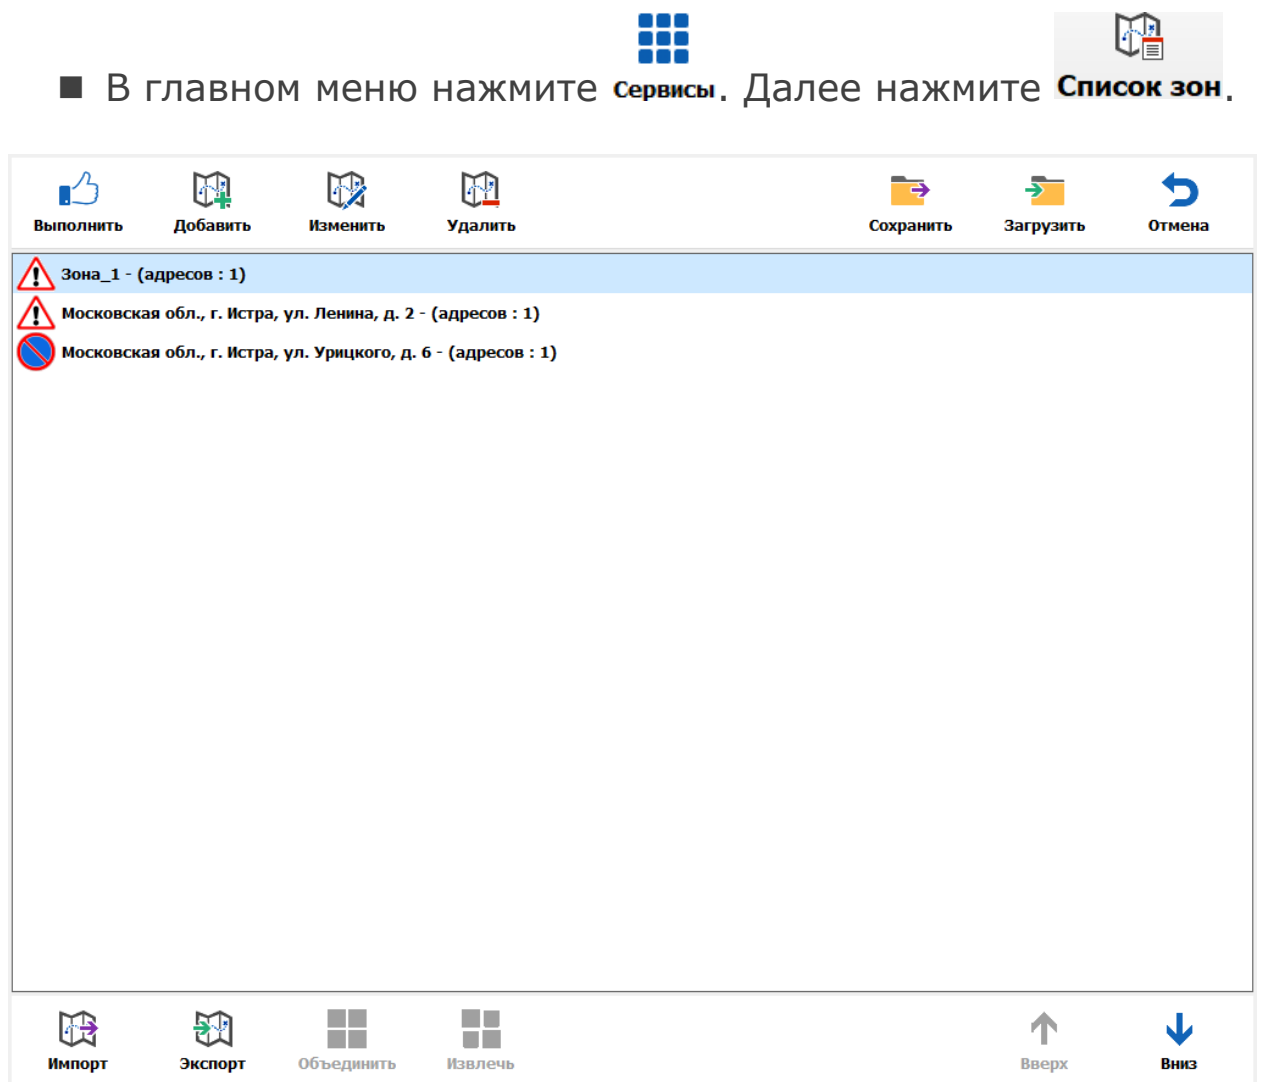 ■ В главном меню нажмите Сервисы. Далее нажмите Список зон.
Выполнить Добавить Изменить Удалить Сохранить Загрузить Отмена
Зона_1 - (адресов : 1)
Московская обл., г. Истра, ул. Ленина, д. 2 - (адресов : 1)
Московская обл., г. Истра, ул. Урицкого, д. 6 - (адресов : 1)
Импорт Экспорт Объединить Извлечь Вверх Вниз